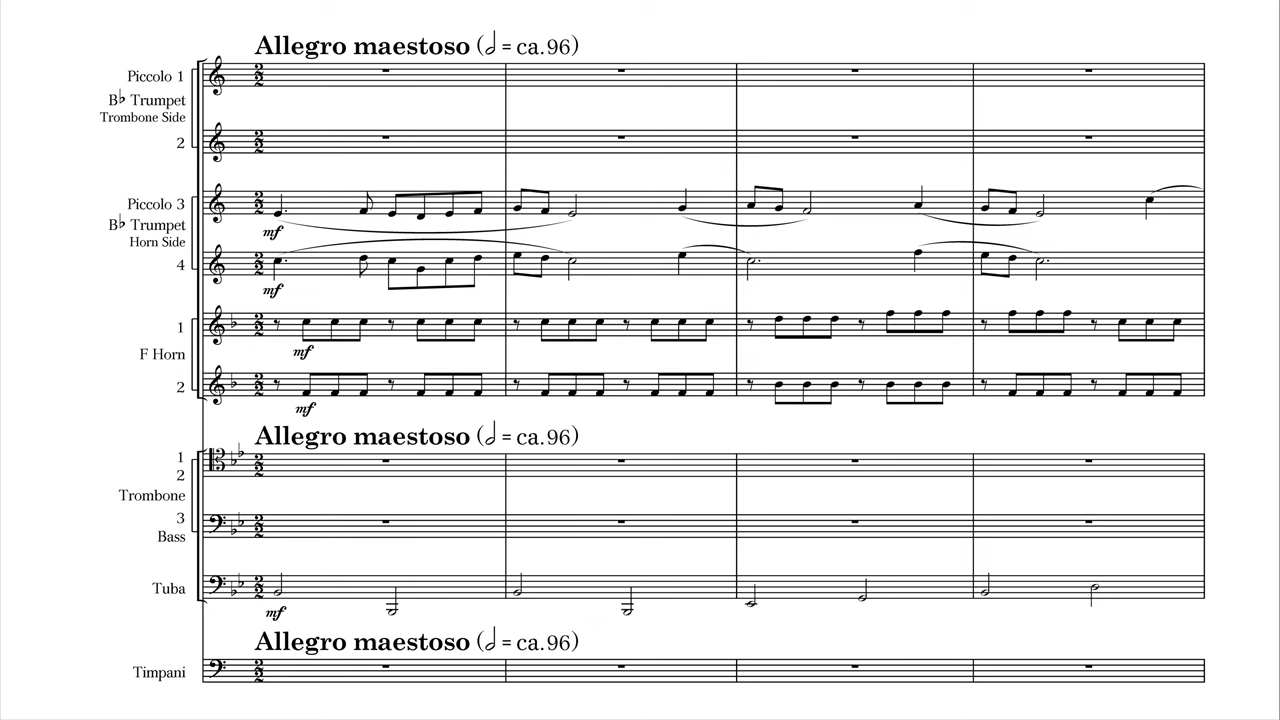 Allegro maestoso (𝅗𝅥 = ca. 96)
Piccolo 1
B♭ Trumpet
Trombone Side
2
Piccolo 3
B♭ Trumpet
mf
Horn Side
4
mf
1
mf
F Horn
2
mf
Allegro maestoso (𝅗𝅥 = ca. 96)
1
2
Trombone
3
Bass
Tuba
mf
Allegro maestoso (𝅗𝅥 = ca. 96)
Timpani